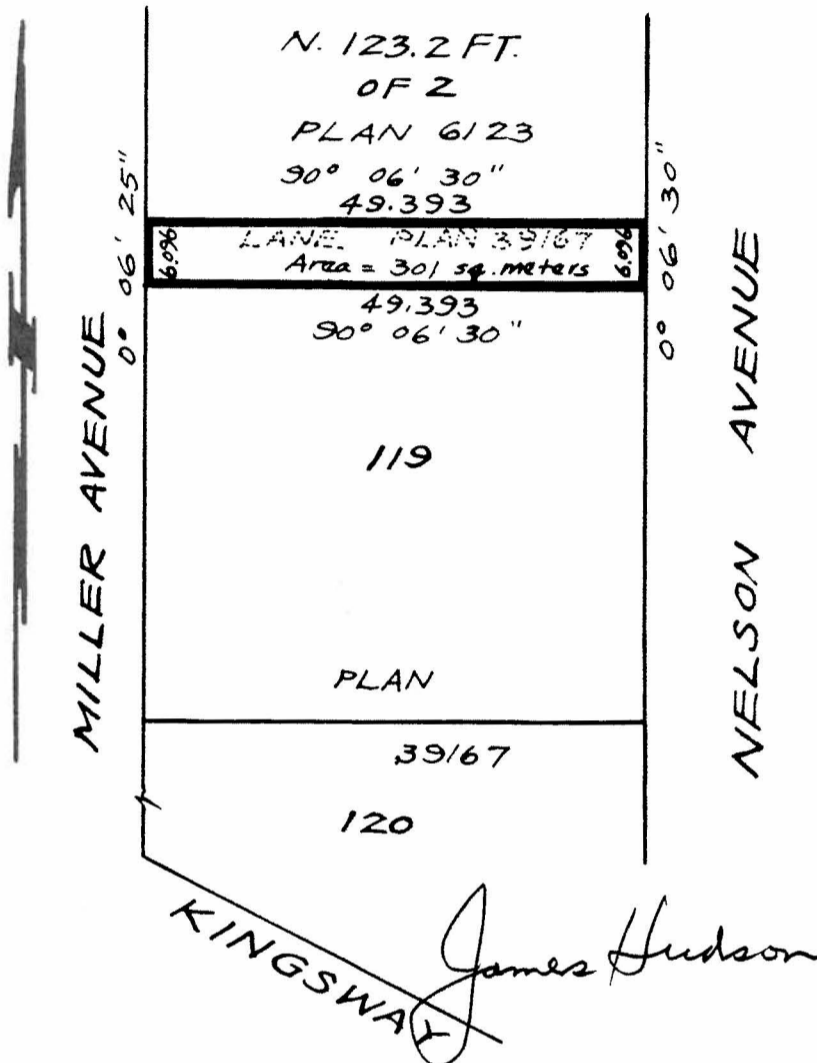 N. 123.2 FT.
OF 2
PLAN 6123
90° 06' 30"
49.393
0° 06' 25"
0° 06' 30"
6.096
LANE. PLAN 39167
6.096
Area = 301 sq. meters
49.393
90° 06' 30"
MILLER AVENUE
NELSON AVENUE
119
PLAN
39167
120
KINGSWAY
James Hudson